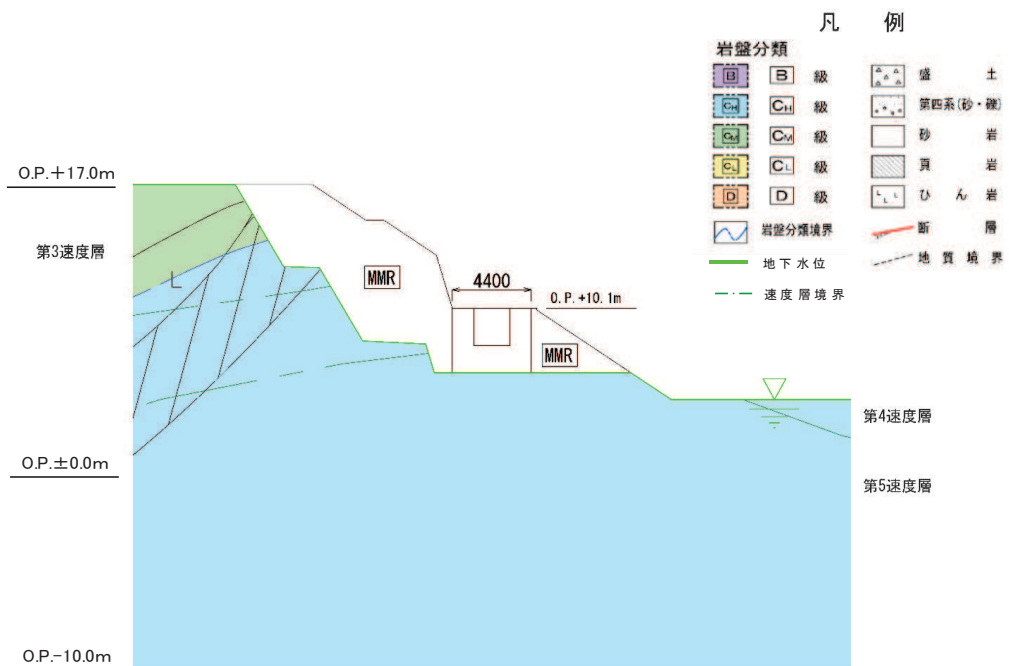 凡 例
岩盤分類
B B 級
CH CH 級
CM CM 級
CL CL 級
D D 級
岩盤分類境界
地下水位
速度層境界
盛 土
第四系(砂・礫)
砂 岩
頁 岩
ひん岩
断 層
地質境界
O.P.+17.0m
第3速度層
L
MMR
4400
O.P.+10.1m
MMR
第4速度層
O.P.±0.0m
第5速度層
O.P.-10.0m